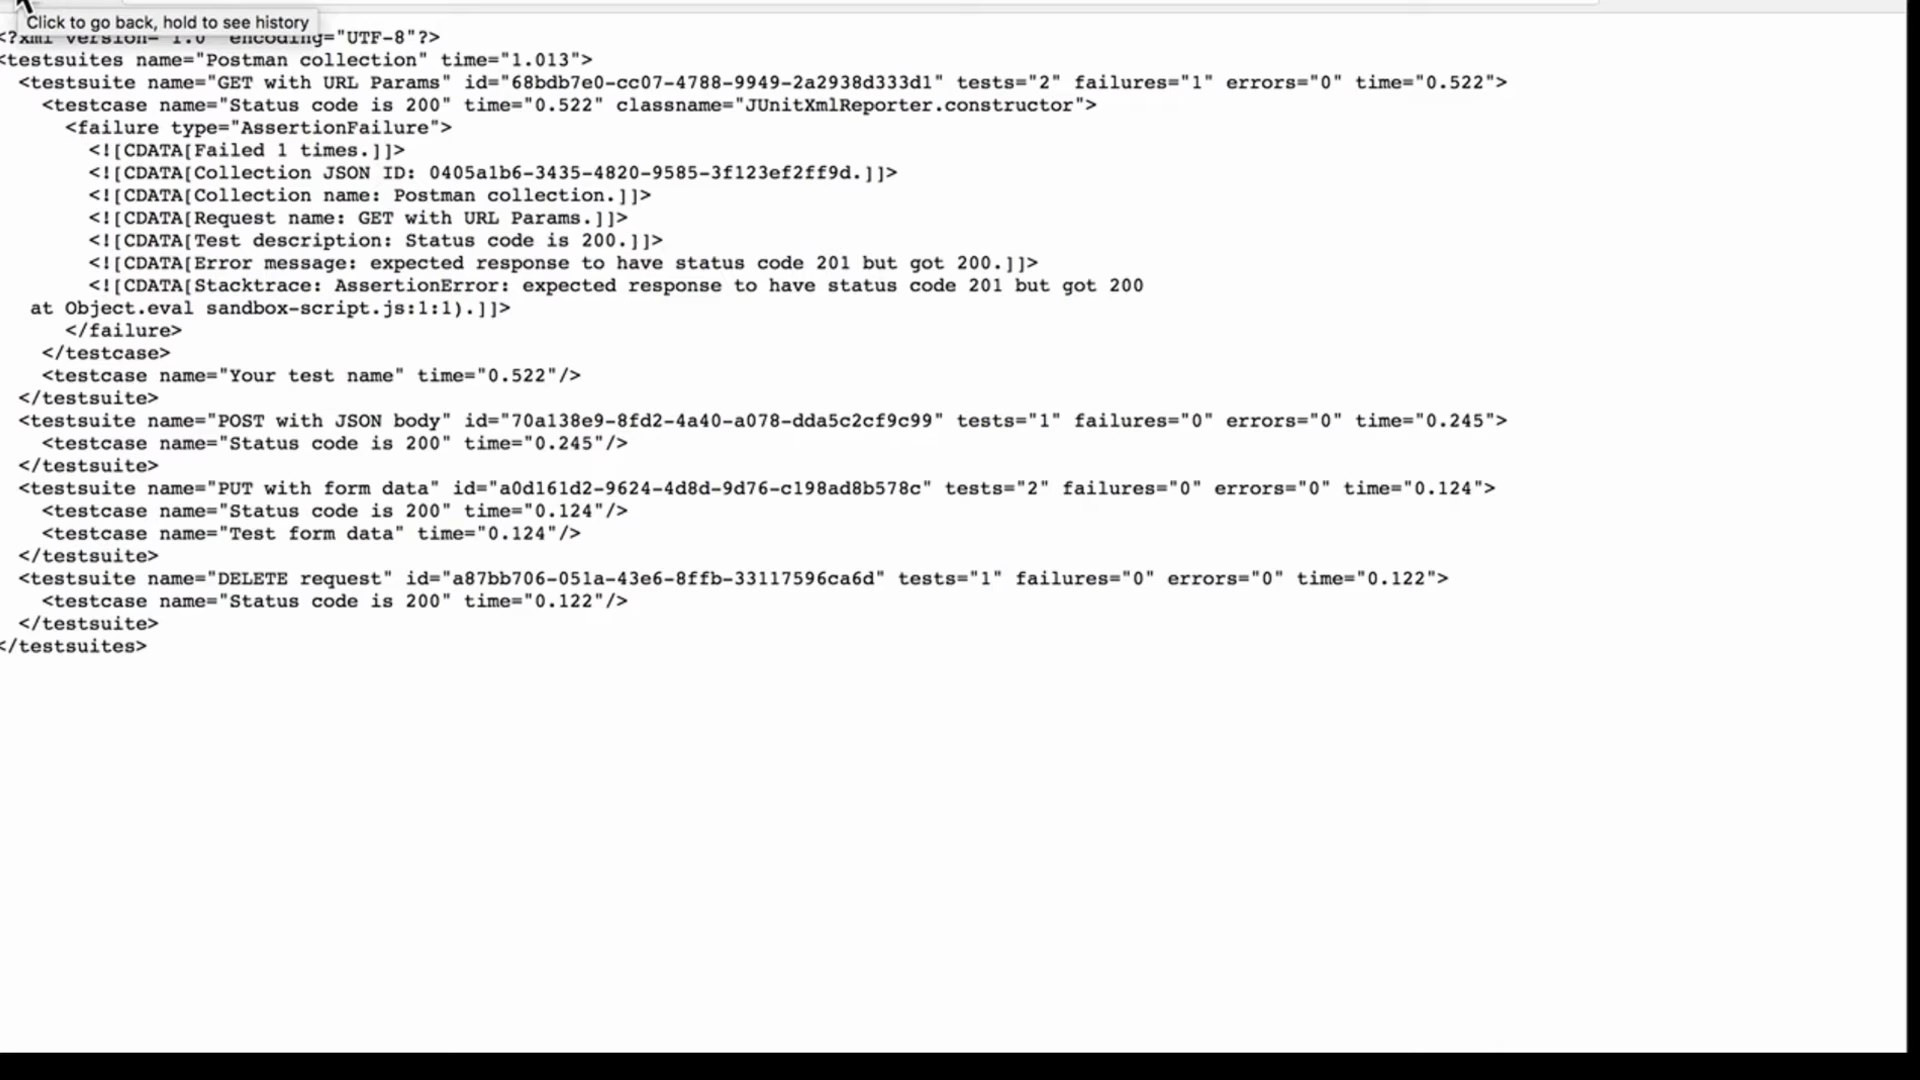 Click to go back, hold to see history
<?xml version="1.0" encoding="UTF-8"?>
<testsuites name="Postman collection" time="1.013">
<testsuite name="GET with URL Params" id="68bdb7e0-cc07-4788-9949-2a2938d333d1" tests="2" failures="1" errors="0" time="0.522">
<testcase name="Status code is 200" time="0.522" classname="JUnitXmlReporter.constructor">
<failure type="AssertionFailure">
<![CDATA[Failed 1 times.]]>
<![CDATA[Collection JSON ID: 0405a1b6-3435-4820-9585-3f123ef2ff9d.]]>
<![CDATA[Collection name: Postman collection.]]>
<![CDATA[Request name: GET with URL Params.]]>
<![CDATA[Test description: Status code is 200.]]>
<![CDATA[Error message: expected response to have status code 201 but got 200.]]>
<![CDATA[Stacktrace: AssertionError: expected response to have status code 201 but got 200
at Object.eval sandbox-script.js:1:1).]]>
</failure>
</testcase>
<testcase name="Your test name" time="0.522"/>
</testsuite>
<testsuite name="POST with JSON body" id="70a138e9-8fd2-4a40-a078-dda5c2cf9c99" tests="1" failures="0" errors="0" time="0.245">
<testcase name="Status code is 200" time="0.245"/>
</testsuite>
<testsuite name="PUT with form data" id="a0d161d2-9624-4d8d-9d76-c198ad8b578c" tests="2" failures="0" errors="0" time="0.124">
<testcase name="Status code is 200" time="0.124"/>
<testcase name="Test form data" time="0.124"/>
</testsuite>
<testsuite name="DELETE request" id="a87bb706-051a-43e6-8ffb-33117596ca6d" tests="1" failures="0" errors="0" time="0.122">
<testcase name="Status code is 200" time="0.122"/>
</testsuite>
</testsuites>